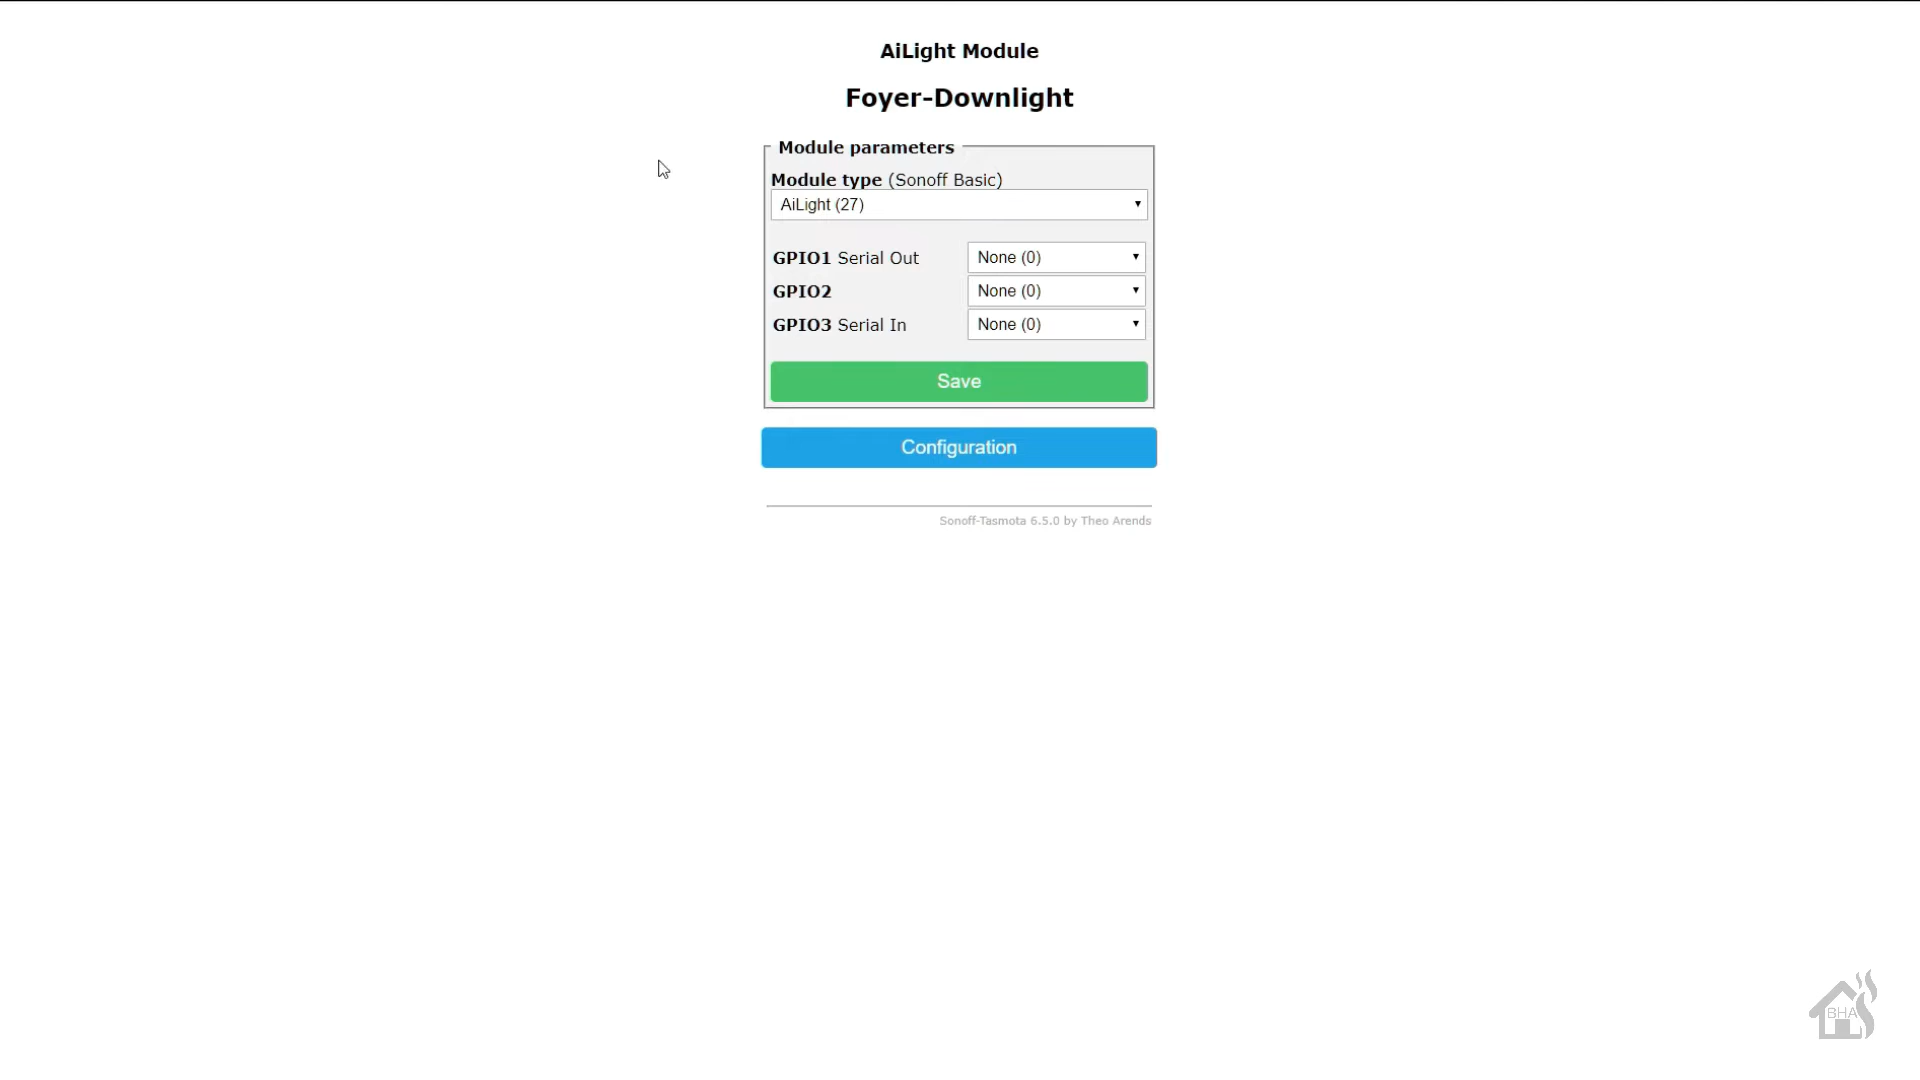 AiLight Module
Foyer-Downlight
Module parameters
Module type (Sonoff Basic)
AiLight (27)
GPIO1 Serial Out None (0)
GPIO2 None (0)
GPIO3 Serial In None (0)
Save
Configuration
Sonoff-Tasmota 6.5.0 by Theo Arends
BHA